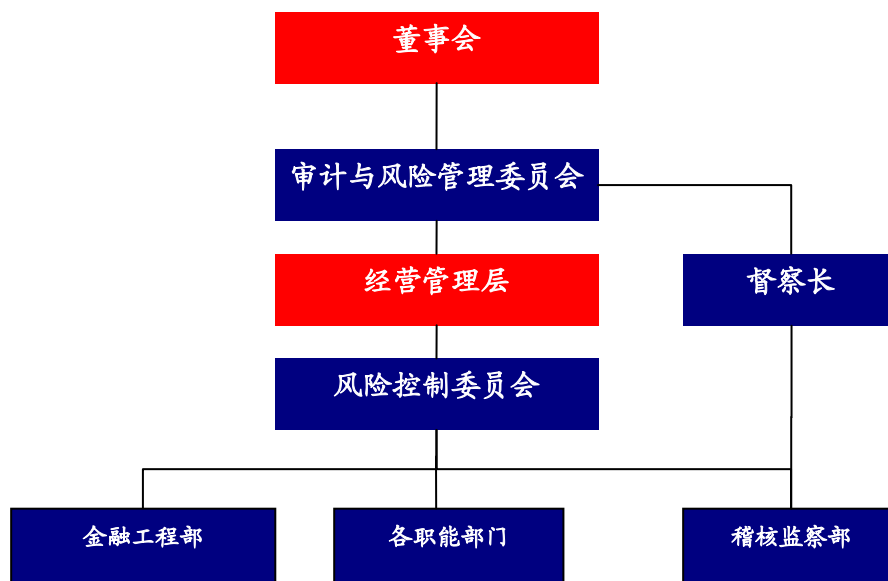 董事会
审计与风险管理委员会
经营管理层
督察长
风险控制委员会
金融工程部
各职能部门
稽核监察部